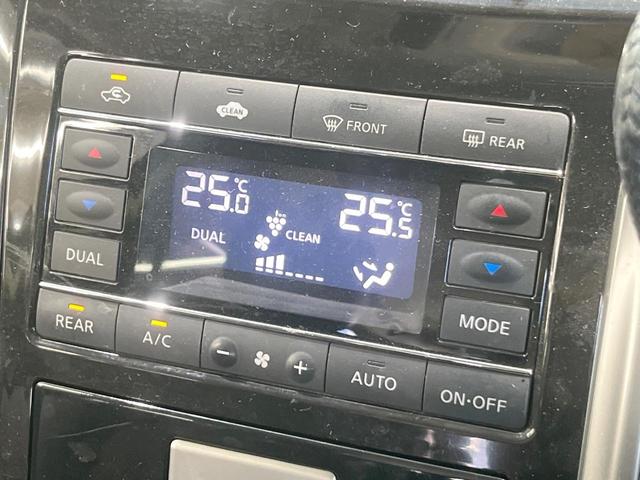 CLEAN
FRONT
REAR
25.0 °C
25.5 °C
DUAL
CLEAN
DUAL
MODE
REAR
A/C
- +
AUTO
ON·OFF